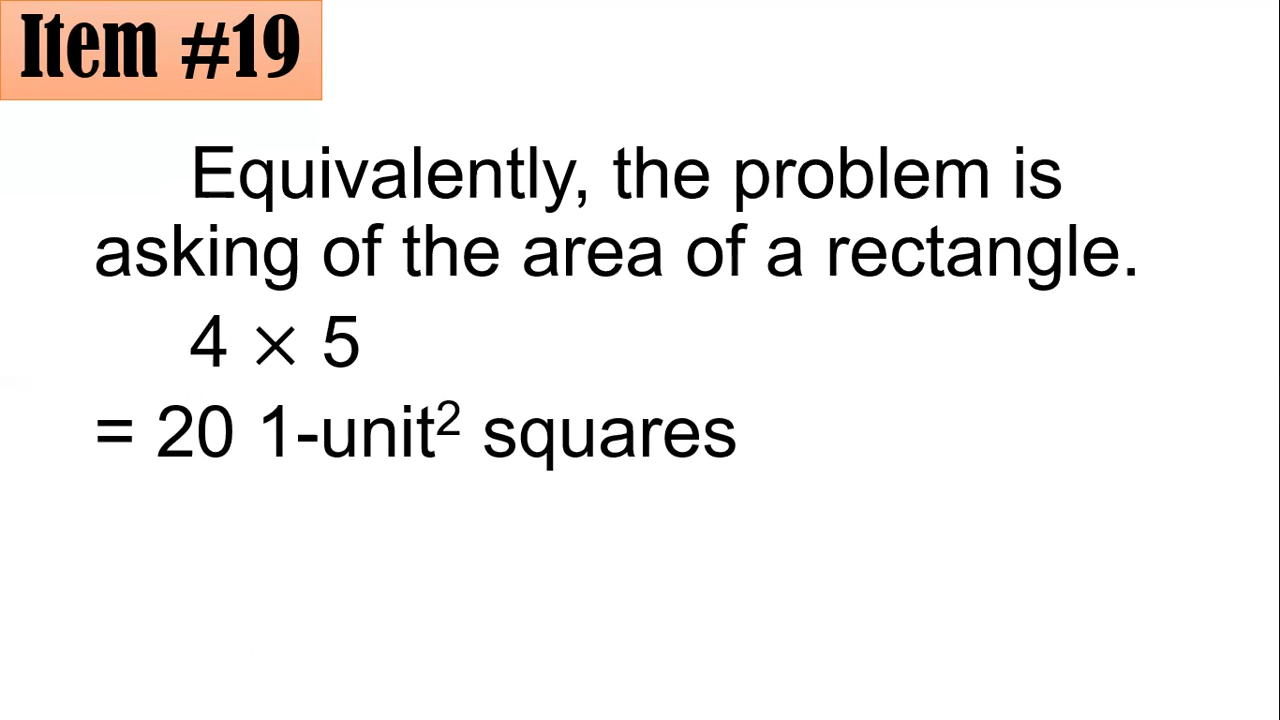 Item #19
Equivalently, the problem is
asking of the area of a rectangle.
4 × 5
= 20 1-unit² squares